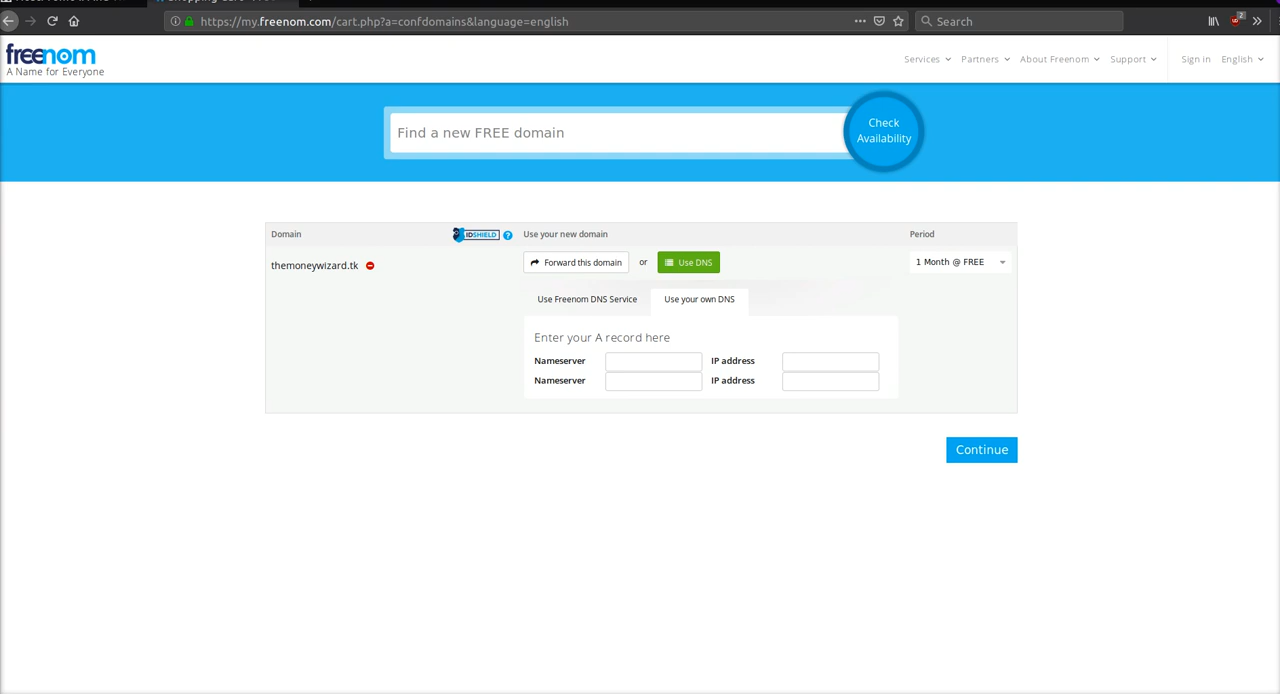 https://my.freenom.com/cart.php?a=confdomains&language=english
Search
2
freenom
A Name for Everyone
Services
Partners
About Freenom
Support
Sign in
English
Find a new FREE domain
Check
Availability
Domain
IDSHIELD
?
Use your new domain
Period
themoneywizard.tk
Forward this domain
or
Use DNS
1 Month @ FREE
Use Freenom DNS Service
Use your own DNS
Enter your A record here
Nameserver
IP address
Nameserver
IP address
Continue